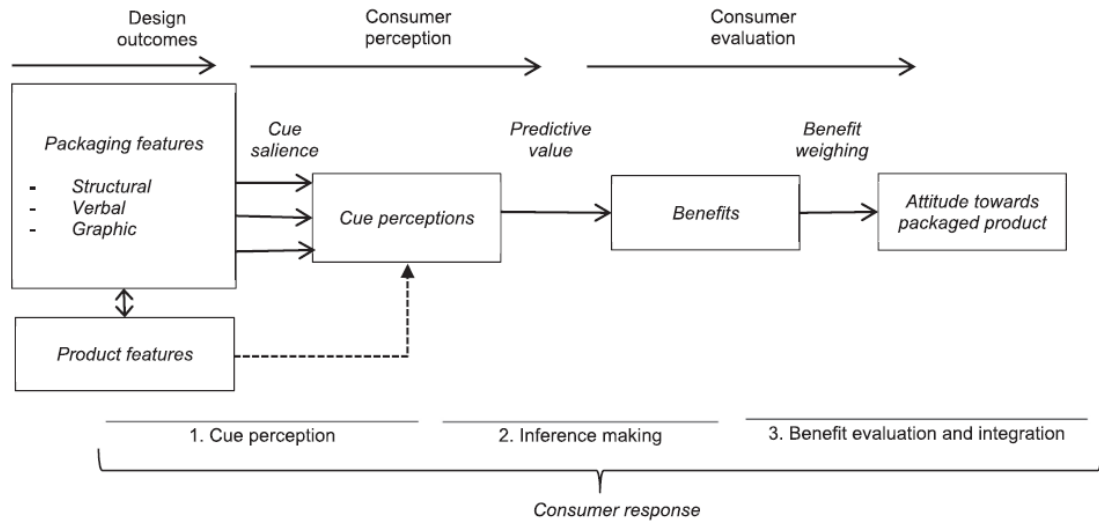 Design
outcomes
Consumer
perception
Consumer
evaluation
Packaging features
- Structural
- Verbal
- Graphic
Cue
salience
Cue perceptions
Predictive
value
Benefits
Benefit
weighing
Attitude towards
packaged product
Product features
1. Cue perception
2. Inference making
3. Benefit evaluation and integration
Consumer response